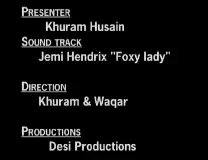 PRESENTER
Khuram Husain
SOUND TRACK
Jemi Hendrix "Foxy lady"
DIRECTION
Khuram & Waqar
PRODUCTIONS
Desi Productions